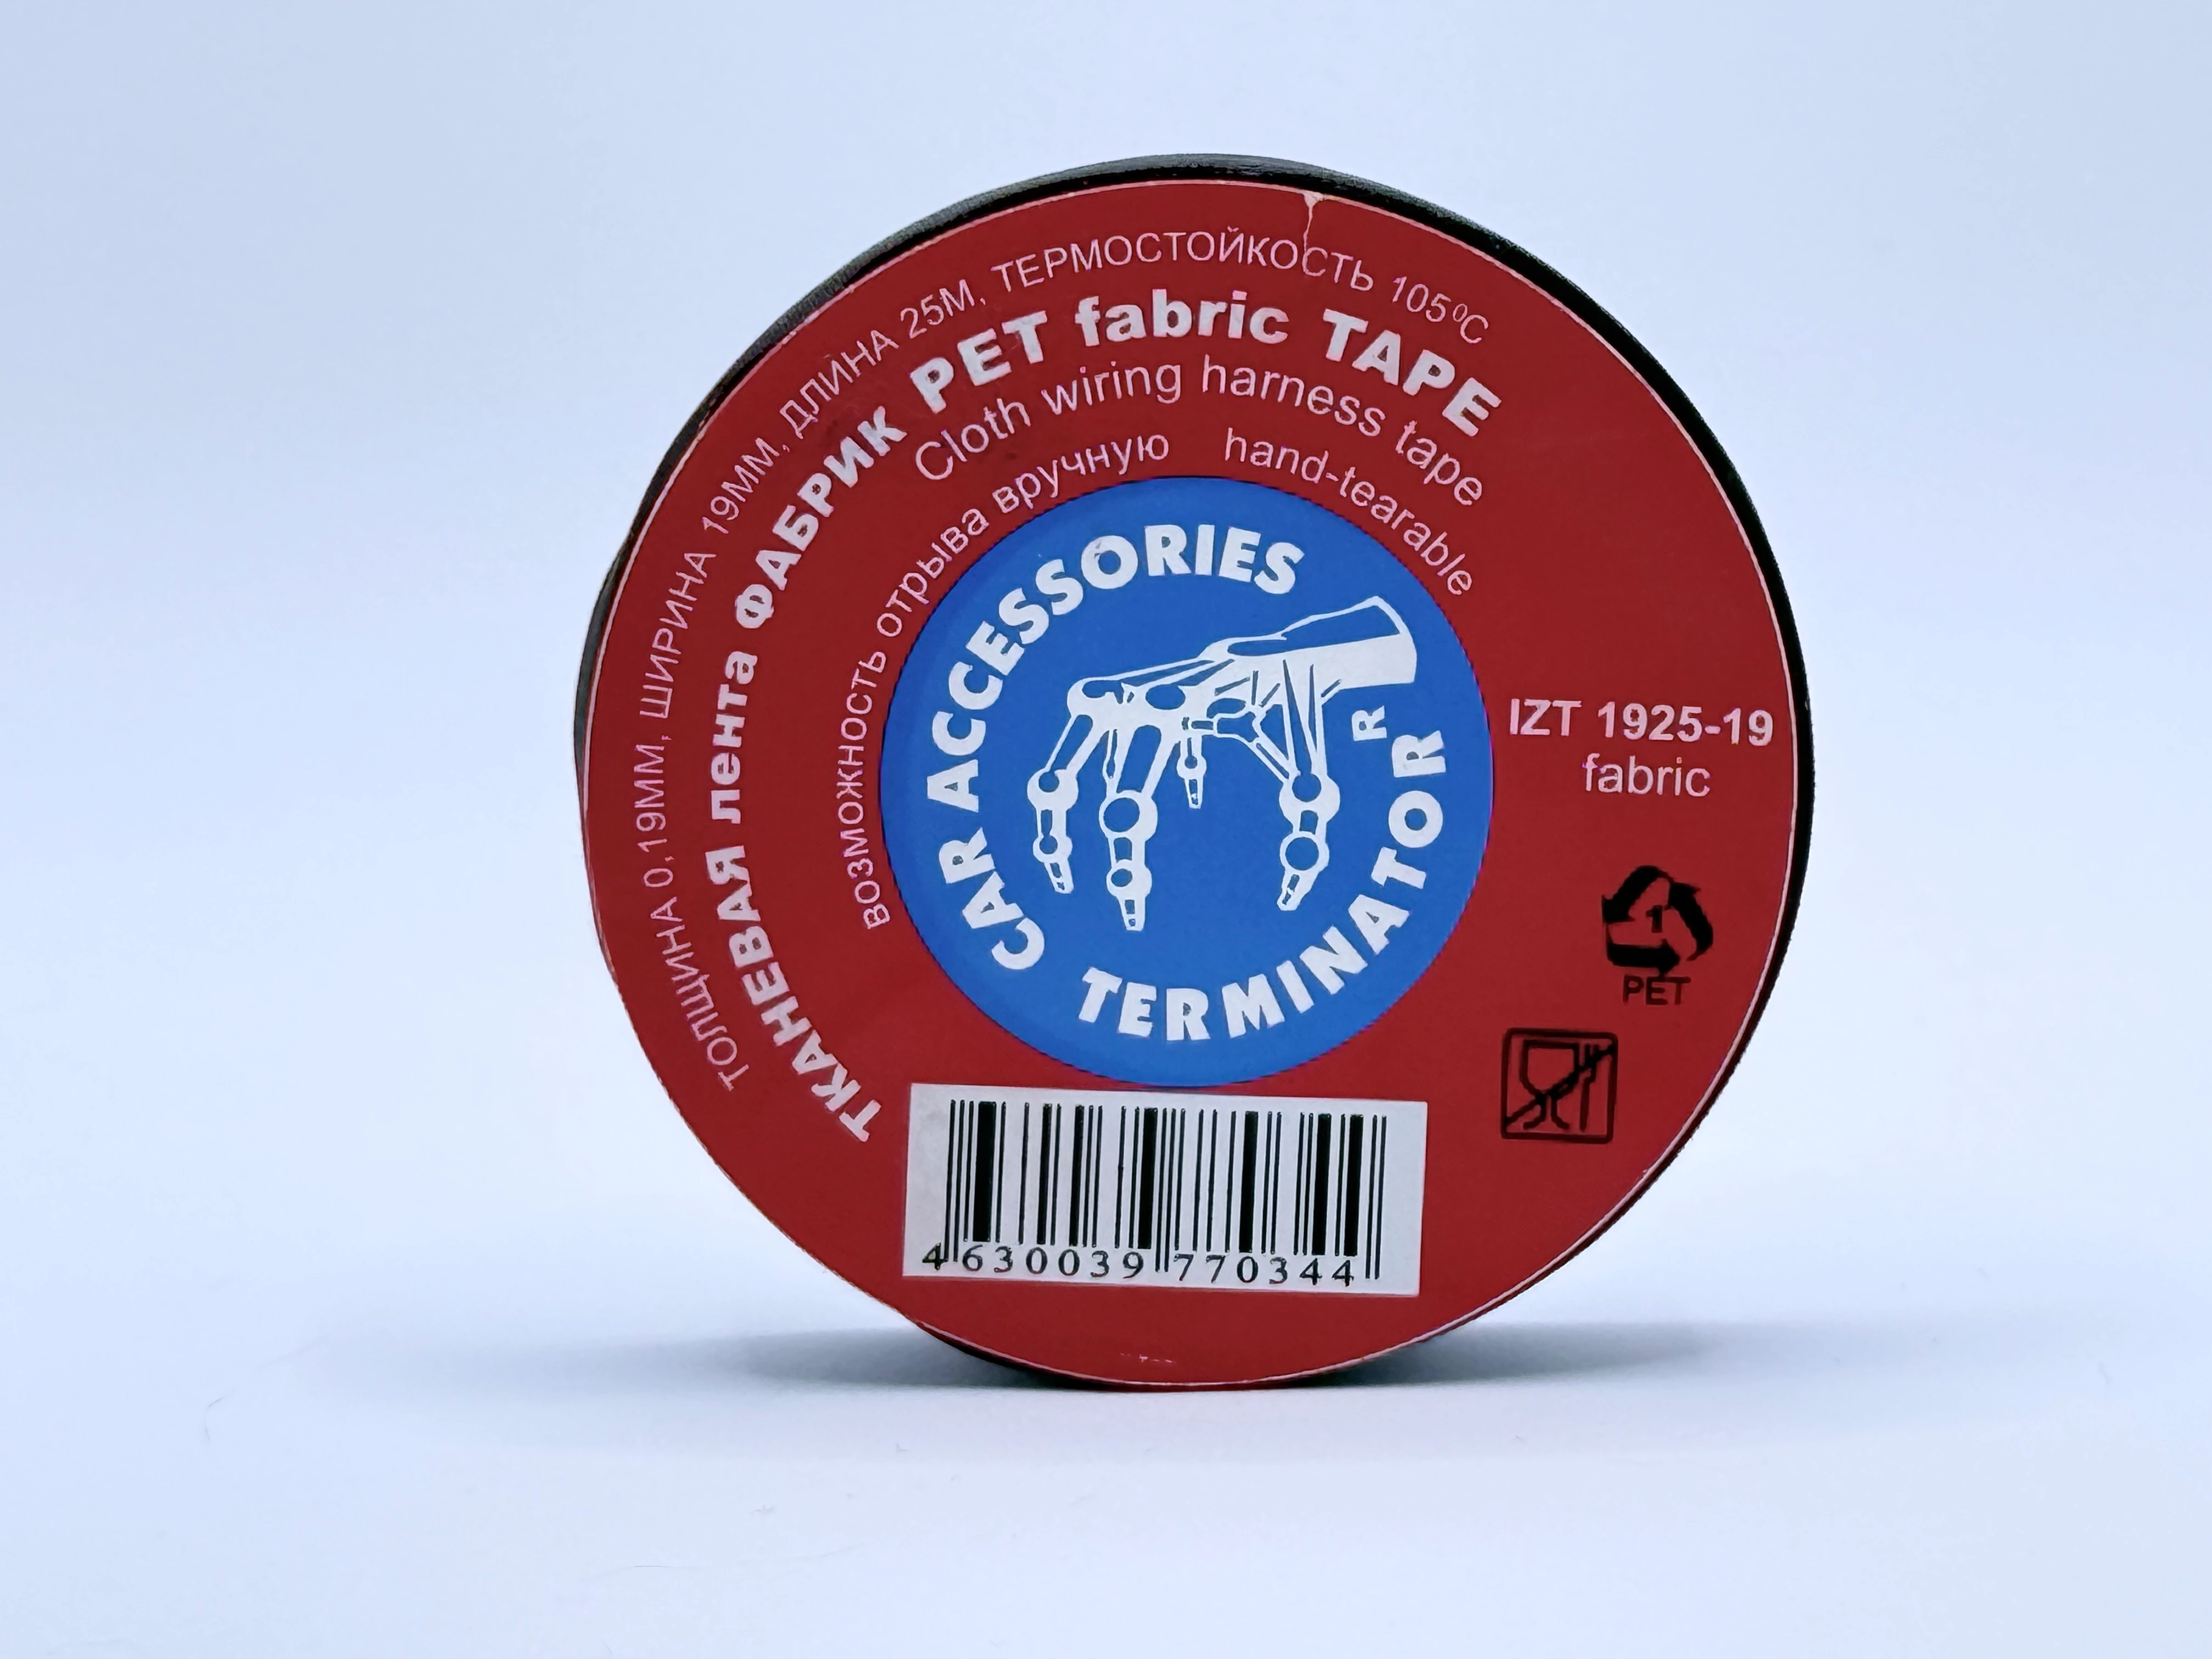 ТОЛЩИНА 0,19ММ, ШИРИНА 19ММ, ДЛИНА 25М, ТЕРМОСТОЙКОСТЬ 105⁰С
ТКАНЕВАЯ лента ФАБРИК PET fabric TAPE
Cloth wiring harness tape
возможность отрыва вручную hand-tearable
CAR ACCESSORIES
TERMINATOR R
IZT 1925-19
fabric
1
PET
4630039770344